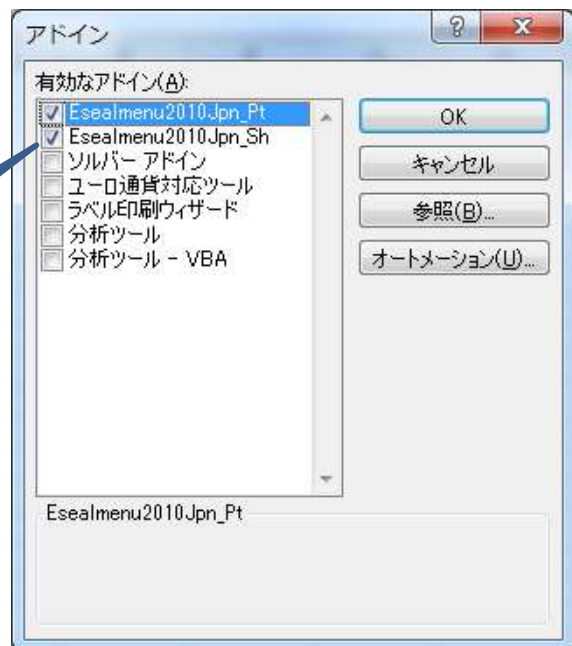 アドイン
有効なアドイン(A):
Esealmenu2010Jpn_Pt
Esealmenu2010Jpn_Sh
ソルバー アドイン
ユーロ通貨対応ツール
ラベル印刷ウィザード
分析ツール
分析ツール - VBA
OK
キャンセル
参照(B)...
オートメーション(U)...
Esealmenu2010Jpn_Pt